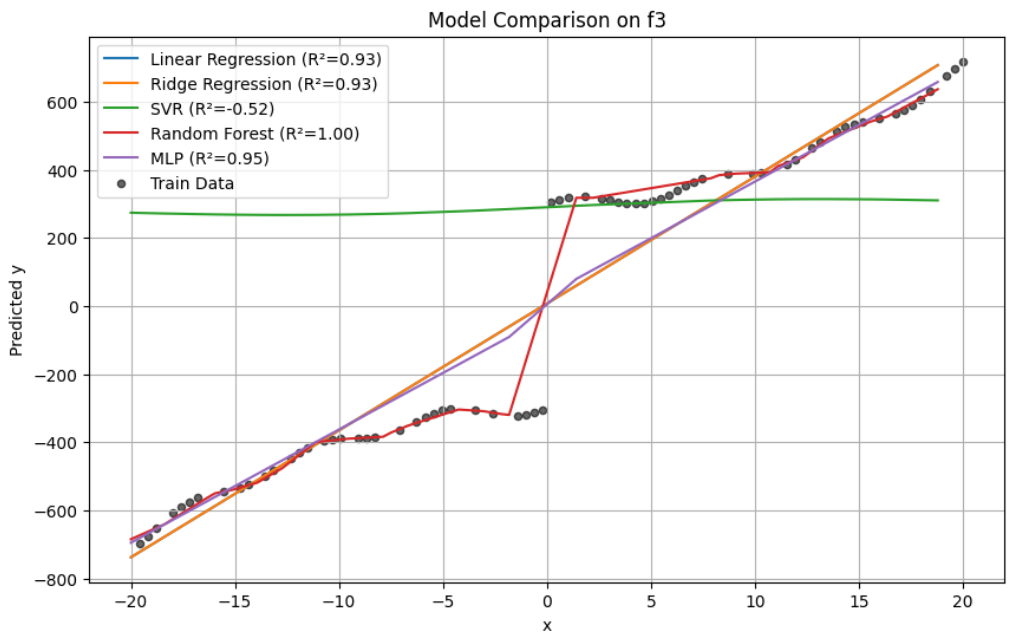 Model Comparison on f3
Linear Regression (R²=0.93)
Ridge Regression (R²=0.93)
SVR (R²=-0.52)
Random Forest (R²=1.00)
MLP (R²=0.95)
Train Data
Predicted y
600
400
200
0
−200
−400
−600
−800
−20
−15
−10
−5
0
5
10
15
20
x